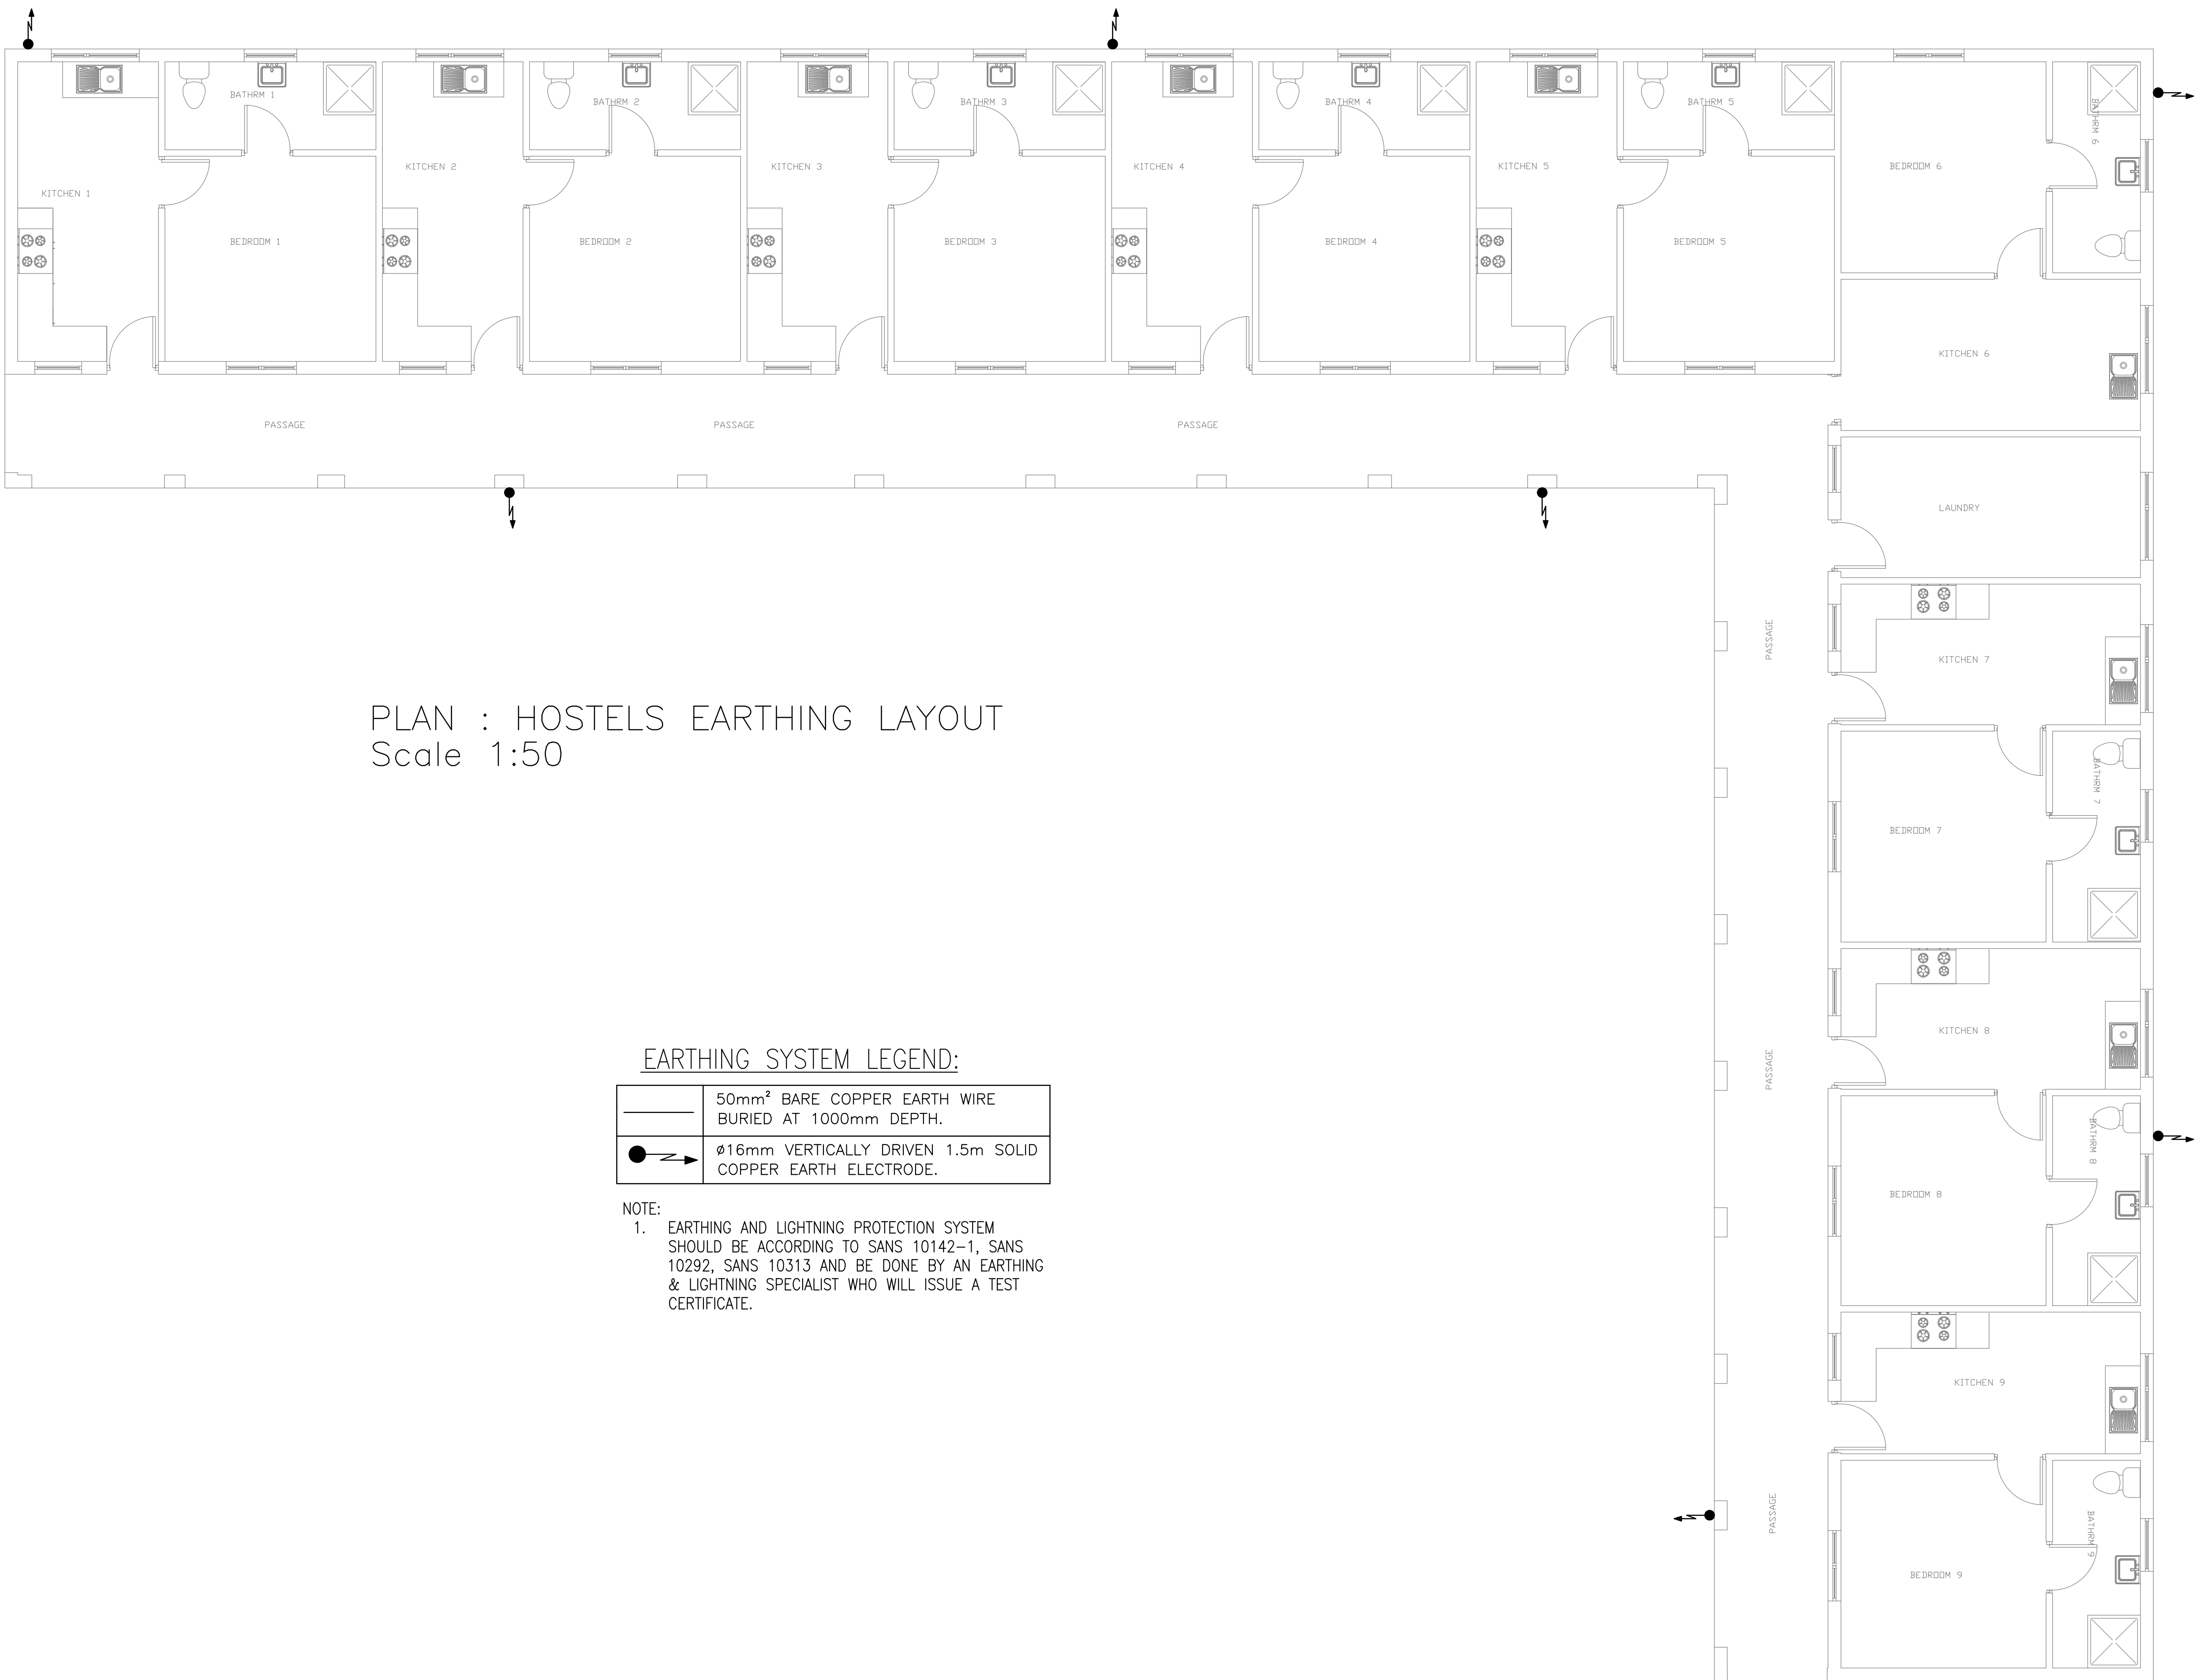 BATHRM 1
BATHRM 2
BATHRM 3
BATHRM 4
BATHRM 5
BATHRM 6
KITCHEN 1
KITCHEN 2
KITCHEN 3
KITCHEN 4
KITCHEN 5
BEDROOM 6
BEDROOM 1
BEDROOM 2
BEDROOM 3
BEDROOM 4
BEDROOM 5
KITCHEN 6
PASSAGE
PASSAGE
PASSAGE
LAUNDRY
PASSAGE
KITCHEN 7
PLAN : HOSTELS EARTHING LAYOUT
Scale 1:50
BATHRM 7
BEDROOM 7
KITCHEN 8
PASSAGE
EARTHING SYSTEM LEGEND:
50mm² BARE COPPER EARTH WIRE
BURIED AT 1000mm DEPTH.
ø16mm VERTICALLY DRIVEN 1.5m SOLID
COPPER EARTH ELECTRODE.
BATHRM 8
BEDROOM 8
NOTE:
1. EARTHING AND LIGHTNING PROTECTION SYSTEM
SHOULD BE ACCORDING TO SANS 10142-1, SANS
10292, SANS 10313 AND BE DONE BY AN EARTHING
& LIGHTNING SPECIALIST WHO WILL ISSUE A TEST
CERTIFICATE.
KITCHEN 9
PASSAGE
BATHRM 9
BEDROOM 9